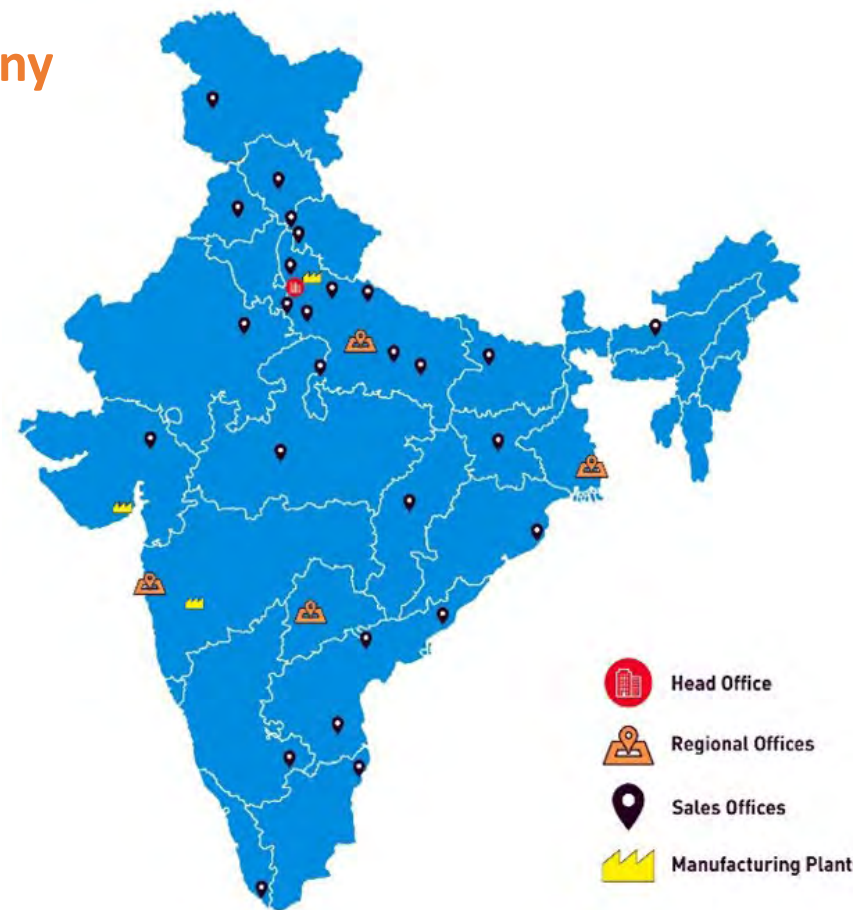 ny
Head Office
Regional Offices
Sales Offices
Manufacturing Plant